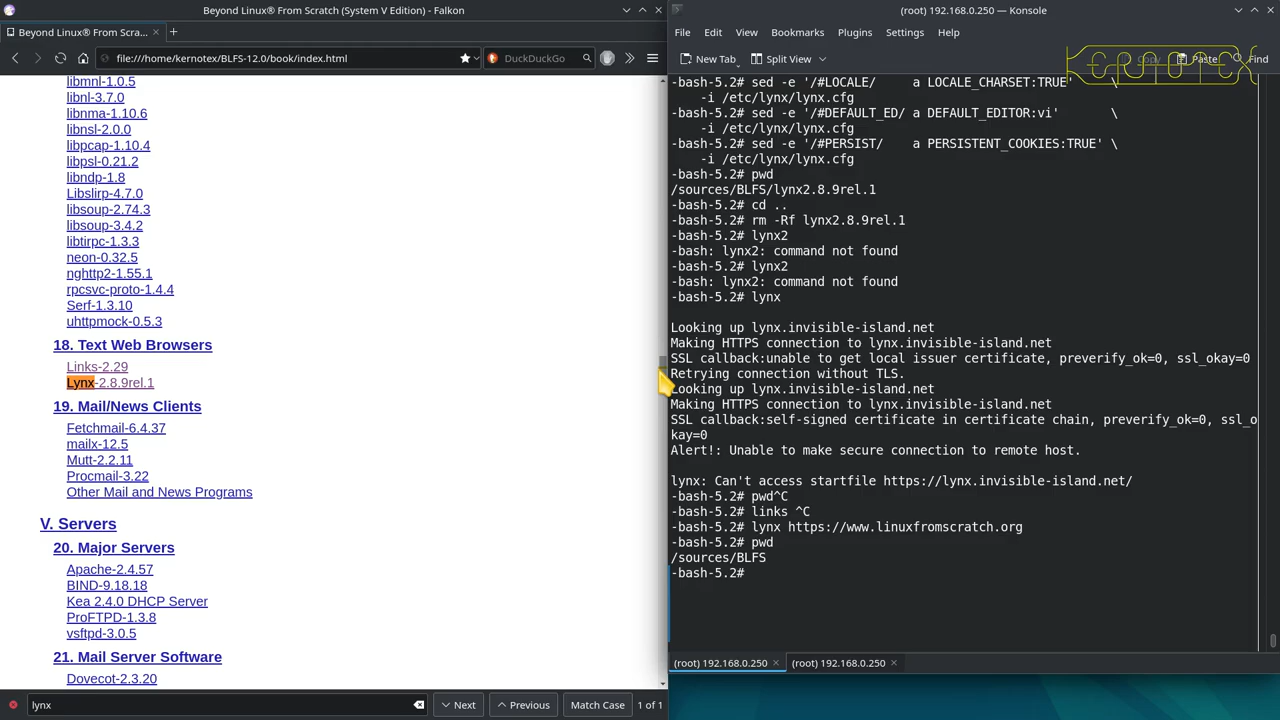 Beyond Linux® From Scratch (System V Edition) - Falkon
Beyond Linux® From Scra...
file:///home/kernotex/BLFS-12.0/book/index.html
DuckDuckGo
libmnl-1.0.5
libnl-3.7.0
libnma-1.10.6
libnsl-2.0.0
libpcap-1.10.4
libpsl-0.21.2
libndp-1.8
Libslirp-4.7.0
libsoup-2.74.3
libsoup-3.4.2
libtirpc-1.3.3
neon-0.32.5
nghttp2-1.55.1
rpcsvc-proto-1.4.4
Serf-1.3.10
uhttpmock-0.5.3
18. Text Web Browsers
Links-2.29
Lynx-2.8.9rel.1
19. Mail/News Clients
Fetchmail-6.4.37
mailx-12.5
Mutt-2.2.11
Procmail-3.22
Other Mail and News Programs
V. Servers
20. Major Servers
Apache-2.4.57
BIND-9.18.18
Kea 2.4.0 DHCP Server
ProFTPD-1.3.8
vsftpd-3.0.5
21. Mail Server Software
Dovecot-2.3.20
lynx
Next
Previous
Match Case
1 of 1
(root) 192.168.0.250 — Konsole
File Edit View Bookmarks Plugins Settings Help
New Tab Split View Copy Paste Find
-bash-5.2# sed -e '/#LOCALE/     a LOCALE_CHARSET:TRUE'     \
    -i /etc/lynx/lynx.cfg
-bash-5.2# sed -e '/#DEFAULT_ED/ a DEFAULT_EDITOR:vi'       \
    -i /etc/lynx/lynx.cfg
-bash-5.2# sed -e '/#PERSIST/    a PERSISTENT_COOKIES:TRUE' \
    -i /etc/lynx/lynx.cfg
-bash-5.2# pwd
/sources/BLFS/lynx2.8.9rel.1
-bash-5.2# cd ..
-bash-5.2# rm -Rf lynx2.8.9rel.1
-bash-5.2# lynx2
-bash: lynx2: command not found
-bash-5.2# lynx2
-bash: lynx2: command not found
-bash-5.2# lynx
Looking up lynx.invisible-island.net
Making HTTPS connection to lynx.invisible-island.net
SSL callback:unable to get local issuer certificate, preverify_ok=0, ssl_okay=0
Retrying connection without TLS.
Looking up lynx.invisible-island.net
Making HTTPS connection to lynx.invisible-island.net
SSL callback:self-signed certificate in certificate chain, preverify_ok=0, ssl_o
kay=0
Alert!: Unable to make secure connection to remote host.
lynx: Can't access startfile https://lynx.invisible-island.net/
-bash-5.2# pwd^C
-bash-5.2# links ^C
-bash-5.2# lynx https://www.linuxfromscratch.org
-bash-5.2# pwd
/sources/BLFS
-bash-5.2#
(root) 192.168.0.250
(root) 192.168.0.250